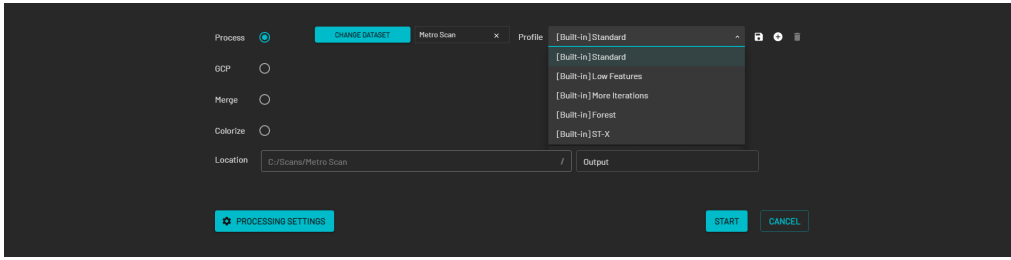 Process CHANGE DATASET Metro Scan × Profile [Built-in] Standard
[Built-in] Standard
GCP [Built-in] Low Features
Merge [Built-in] More Iterations
[Built-in] Forest
Colorize [Built-in] ST-X
Location C:/Scans/Metro Scan / Output
PROCESSING SETTINGS START CANCEL